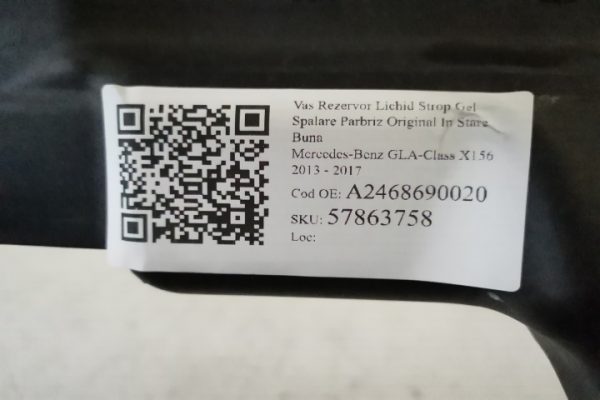 Vas Rezervor Lichid Strop Gel
Spalare Parbriz Original In Stare
Buna
Mercedes-Benz GLA-Class X156
2013 - 2017
Cod OE: A2468690020
SKU: 57863758
Loc: